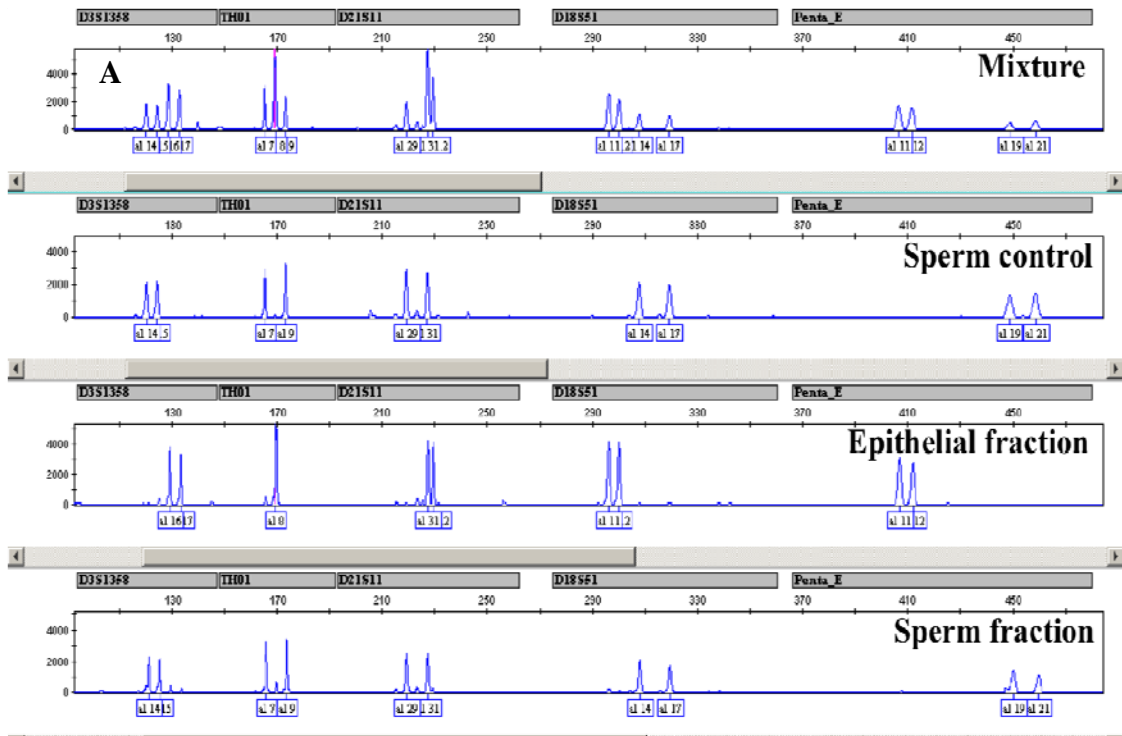 D3S1358 TH01 D21S11 D18S51 Penta_E
130 170 210 250 290 330 370 410 450
A Mixture
4000
2000
0
al 14 15 16 17 al 7 8 9 al 29 31 31.2 al 11 12 14 al 17 al 11 12 al 19 al 21
D3S1358 TH01 D21S11 D18S51 Penta_E
130 170 210 250 290 330 370 410 450
Sperm control
4000
2000
0
al 14 15 al 7 al 9 al 29 al 31 al 14 al 17 al 19 al 21
D3S1358 TH01 D21S11 D18S51 Penta_E
130 170 210 250 290 330 370 410 450
Epithelial fraction
4000
2000
0
al 16 17 al 8 al 31 .2 al 11 12 al 11 12
D3S1358 TH01 D21S11 D18S51 Penta_E
130 170 210 250 290 330 370 410 450
Sperm fraction
4000
2000
0
al 14 15 al 7 al 9 al 29 al 31 al 14 al 17 al 19 al 21